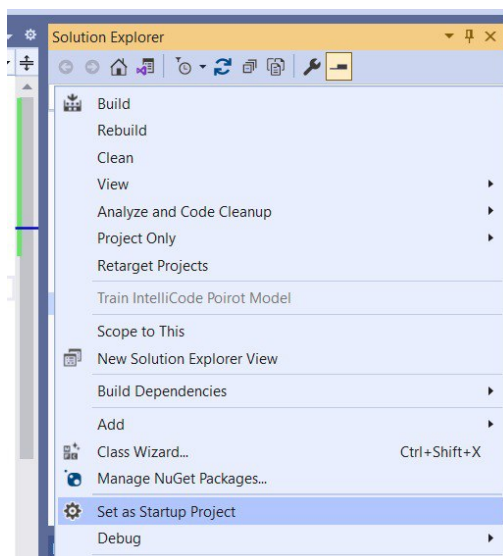 Solution Explorer
Build
Rebuild
Clean
View
Analyze and Code Cleanup
Project Only
Retarget Projects
Train IntelliCode Poirot Model
Scope to This
New Solution Explorer View
Build Dependencies
Add
Class Wizard... Ctrl+Shift+X
Manage NuGet Packages...
Set as Startup Project
Debug